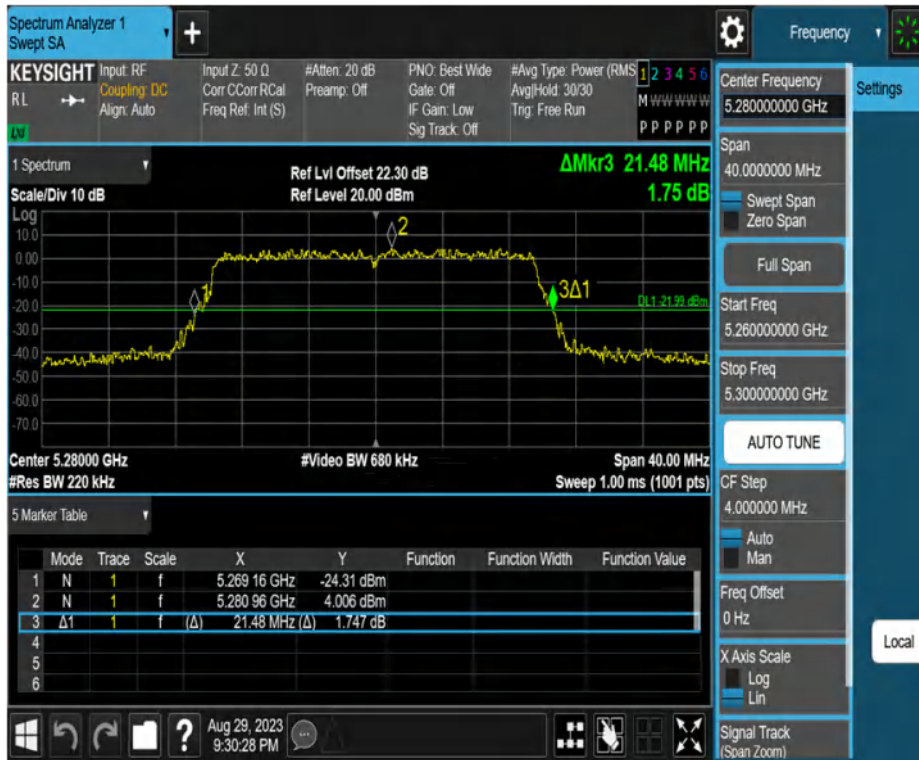 Spectrum Analyzer 1
Swept SA
Frequency
KEYSIGHT
RL
LXI
Input: RF
Coupling: DC
Align: Auto
Input Z: 50 Ω
Corr CCorr RCal
Freq Ref: Int (S)
#Atten: 20 dB
Preamp: Off
PNO: Best Wide
Gate: Off
IF Gain: Low
Sig Track: Off
#Avg Type: Power (RMS
Avg|Hold: 30/30
Trig: Free Run
1 2 3 4 5 6
M W W W W W
P P P P P P
Center Frequency
5.280000000 GHz
Settings
1 Spectrum
Scale/Div 10 dB
Ref Lvl Offset 22.30 dB
Ref Level 20.00 dBm
ΔMkr3 21.48 MHz
1.75 dB
Log
10.0
0.00
-10.0
-20.0
-30.0
-40.0
-50.0
-60.0
-70.0
1
2
3Δ1
DL1 -21.99 dBm
Center 5.28000 GHz
#Res BW 220 kHz
#Video BW 680 kHz
Span 40.00 MHz
Sweep 1.00 ms (1001 pts)
Span
40.0000000 MHz
Swept Span
Zero Span
Full Span
Start Freq
5.260000000 GHz
Stop Freq
5.300000000 GHz
AUTO TUNE
CF Step
4.000000 MHz
Auto
Man
Freq Offset
0 Hz
X Axis Scale
Log
Lin
Signal Track
(Span Zoom)
Local
5 Marker Table
Mode Trace Scale X Y Function Function Width Function Value
1 N 1 f 5.269 16 GHz -24.31 dBm
2 N 1 f 5.280 96 GHz 4.006 dBm
3 Δ1 1 f (Δ) 21.48 MHz (Δ) 1.747 dB
4
5
6
?
Aug 29, 2023
9:30:28 PM